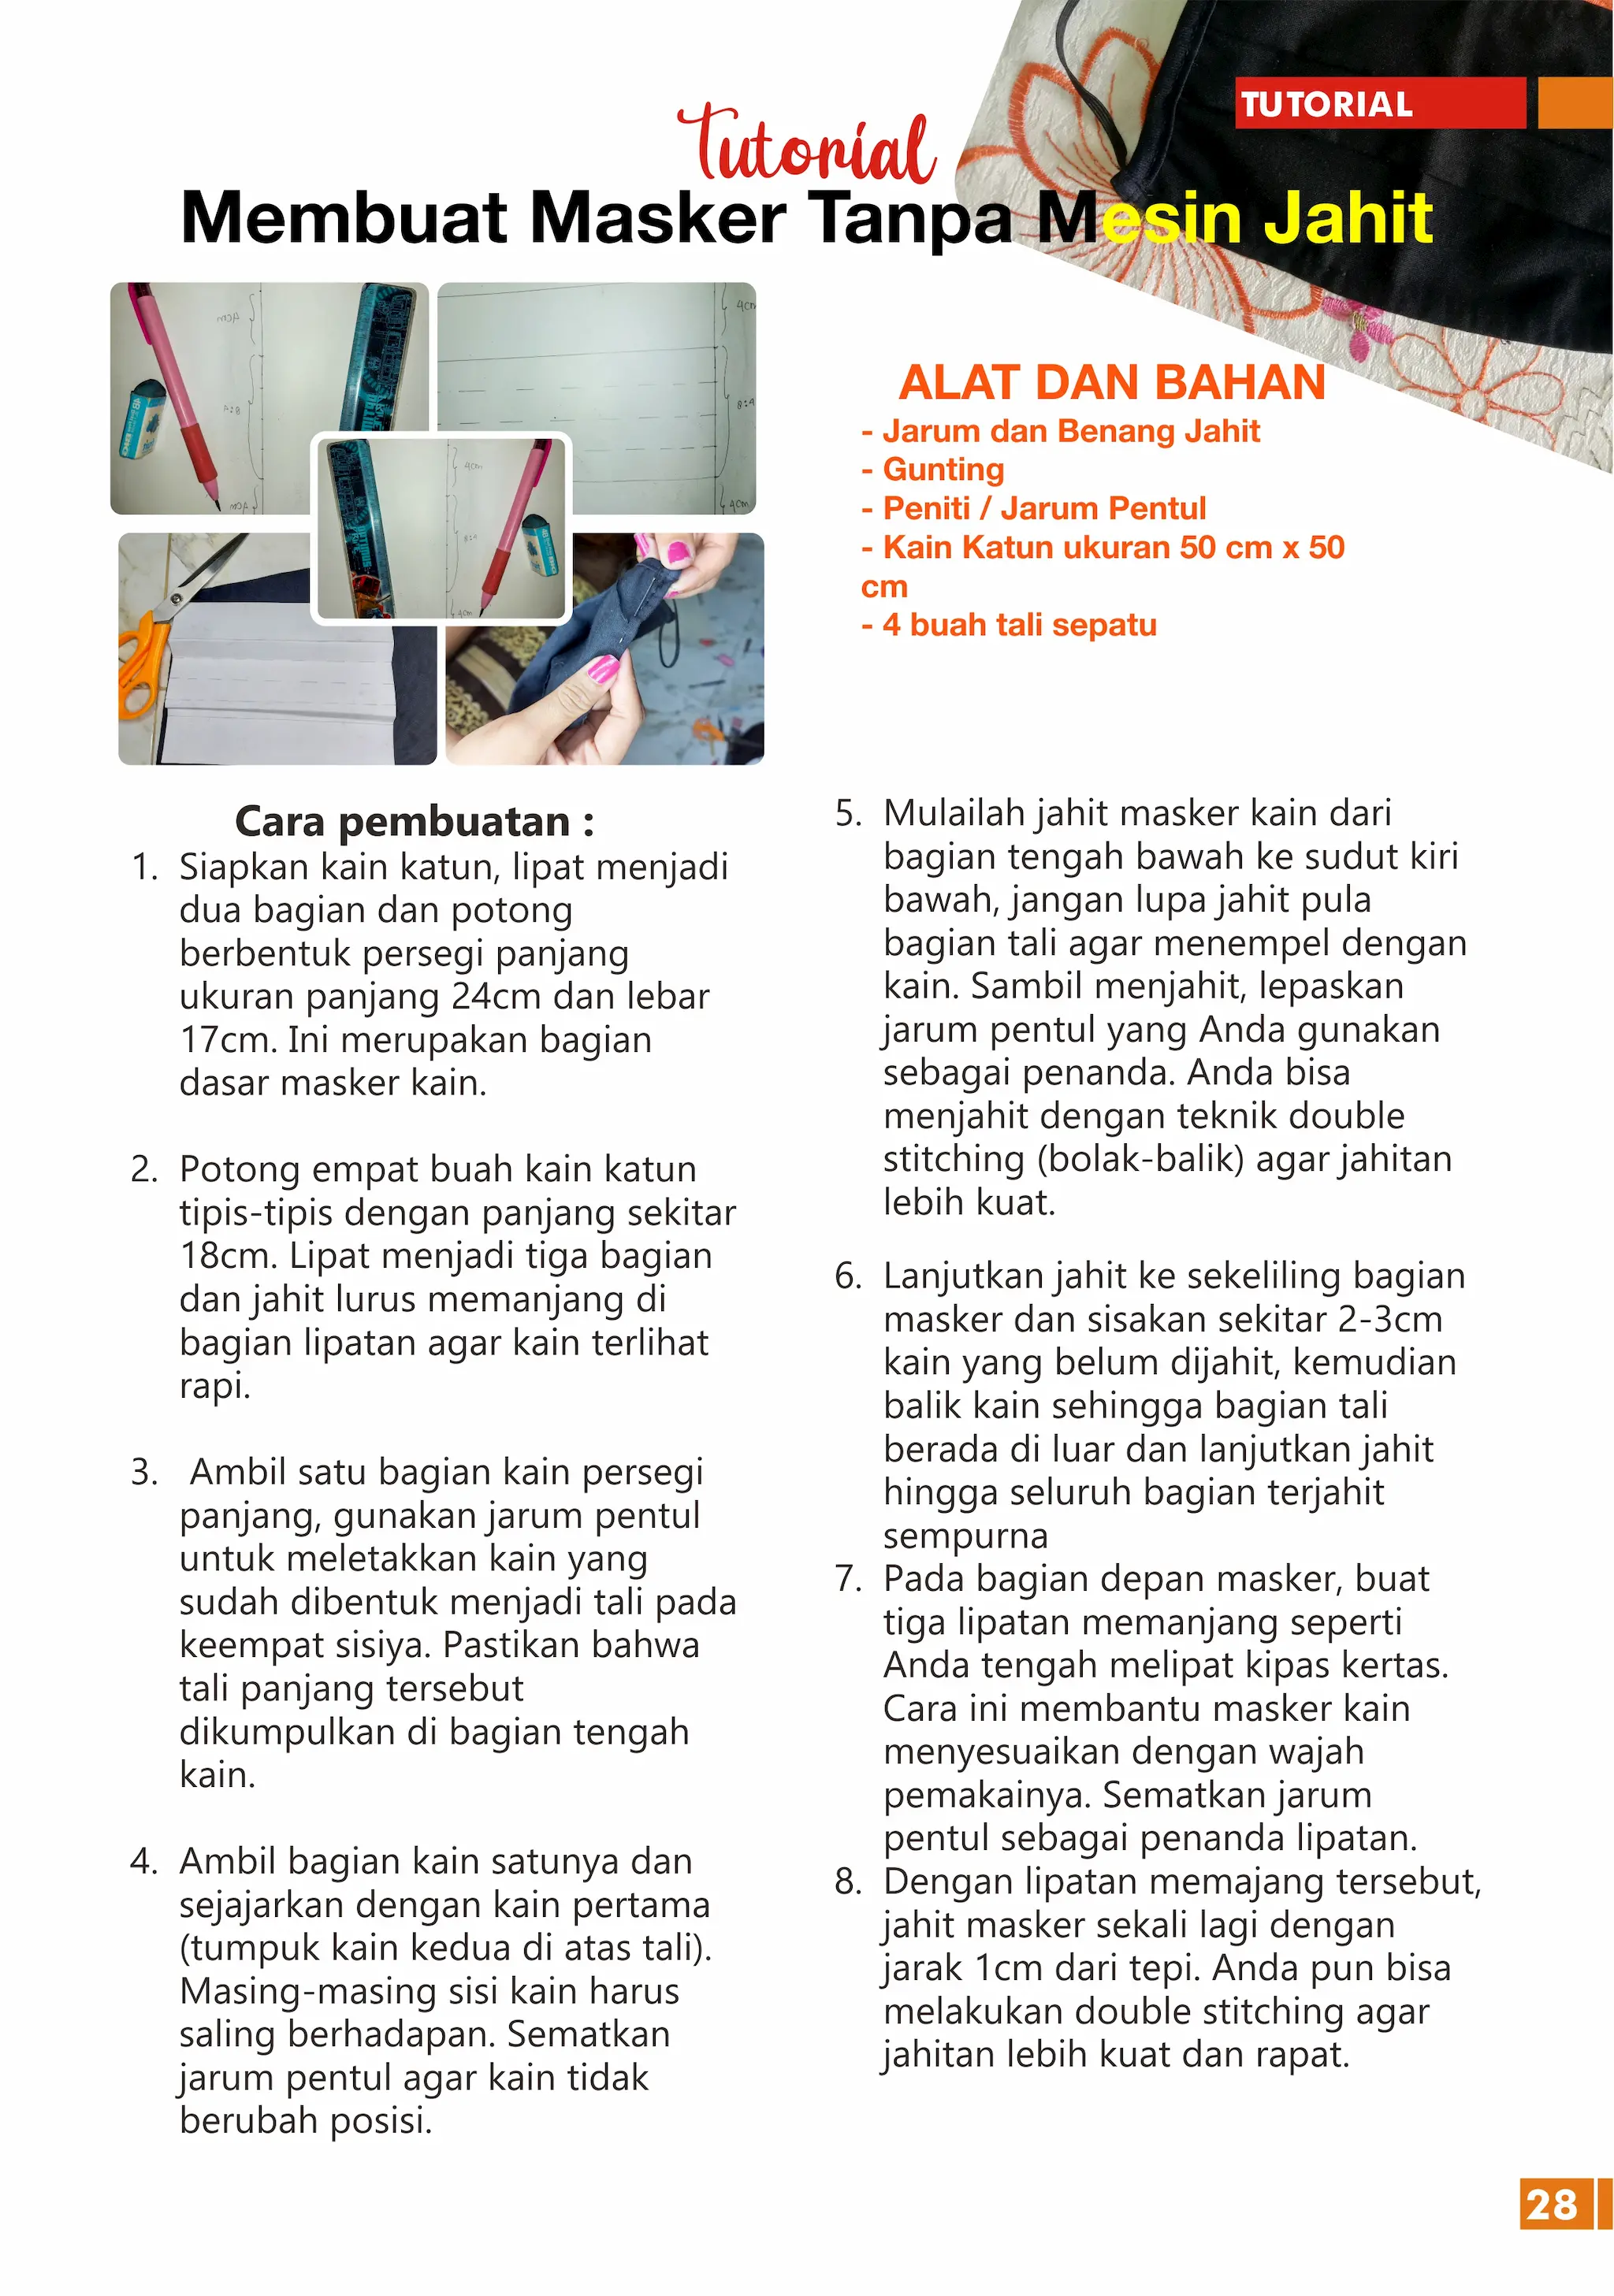 TUTORIAL
Tutorial
Membuat Masker Tanpa Mesin Jahit
4cm
8:4
4cm
4cm
8:4
4cm
4cm
8:4
4cm
ALAT DAN BAHAN
- Jarum dan Benang Jahit
- Gunting
- Peniti / Jarum Pentul
- Kain Katun ukuran 50 cm x 50
cm
- 4 buah tali sepatu
Cara pembuatan :
1. Siapkan kain katun, lipat menjadi
dua bagian dan potong
berbentuk persegi panjang
ukuran panjang 24cm dan lebar
17cm. Ini merupakan bagian
dasar masker kain.
2. Potong empat buah kain katun
tipis-tipis dengan panjang sekitar
18cm. Lipat menjadi tiga bagian
dan jahit lurus memanjang di
bagian lipatan agar kain terlihat
rapi.
3. Ambil satu bagian kain persegi
panjang, gunakan jarum pentul
untuk meletakkan kain yang
sudah dibentuk menjadi tali pada
keempat sisiya. Pastikan bahwa
tali panjang tersebut
dikumpulkan di bagian tengah
kain.
4. Ambil bagian kain satunya dan
sejajarkan dengan kain pertama
(tumpuk kain kedua di atas tali).
Masing-masing sisi kain harus
saling berhadapan. Sematkan
jarum pentul agar kain tidak
berubah posisi.
5. Mulailah jahit masker kain dari
bagian tengah bawah ke sudut kiri
bawah, jangan lupa jahit pula
bagian tali agar menempel dengan
kain. Sambil menjahit, lepaskan
jarum pentul yang Anda gunakan
sebagai penanda. Anda bisa
menjahit dengan teknik double
stitching (bolak-balik) agar jahitan
lebih kuat.
6. Lanjutkan jahit ke sekeliling bagian
masker dan sisakan sekitar 2-3cm
kain yang belum dijahit, kemudian
balik kain sehingga bagian tali
berada di luar dan lanjutkan jahit
hingga seluruh bagian terjahit
sempurna
7. Pada bagian depan masker, buat
tiga lipatan memanjang seperti
Anda tengah melipat kipas kertas.
Cara ini membantu masker kain
menyesuaikan dengan wajah
pemakainya. Sematkan jarum
pentul sebagai penanda lipatan.
8. Dengan lipatan memajang tersebut,
jahit masker sekali lagi dengan
jarak 1cm dari tepi. Anda pun bisa
melakukan double stitching agar
jahitan lebih kuat dan rapat.
28